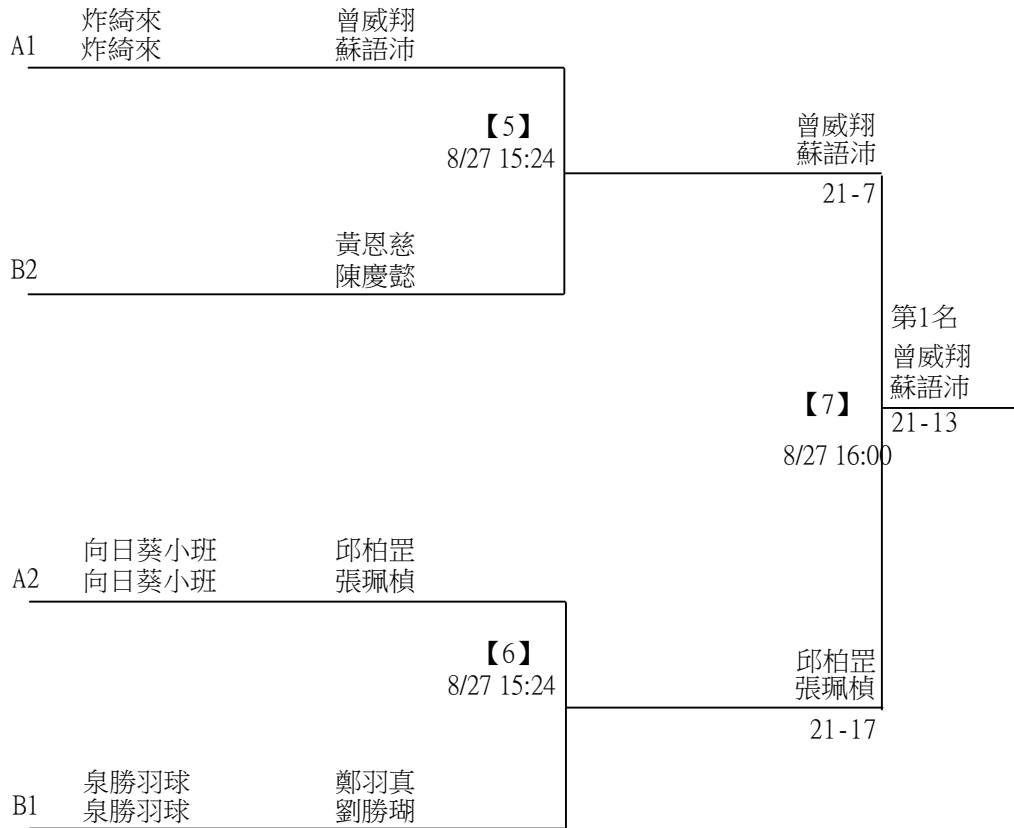 炸綺來 曾威翔
A1 炸綺來 蘇語沛
【5】
8/27 15:24
曾威翔
蘇語沛
21-7
黃恩慈
B2 陳慶懿
第1名
曾威翔
蘇語沛
【7】
21-13
8/27 16:00
向日葵小班 邱柏罡
A2 向日葵小班 張珮楨
【6】
8/27 15:24
邱柏罡
張珮楨
21-17
泉勝羽球 鄭羽真
B1 泉勝羽球 劉勝瑚